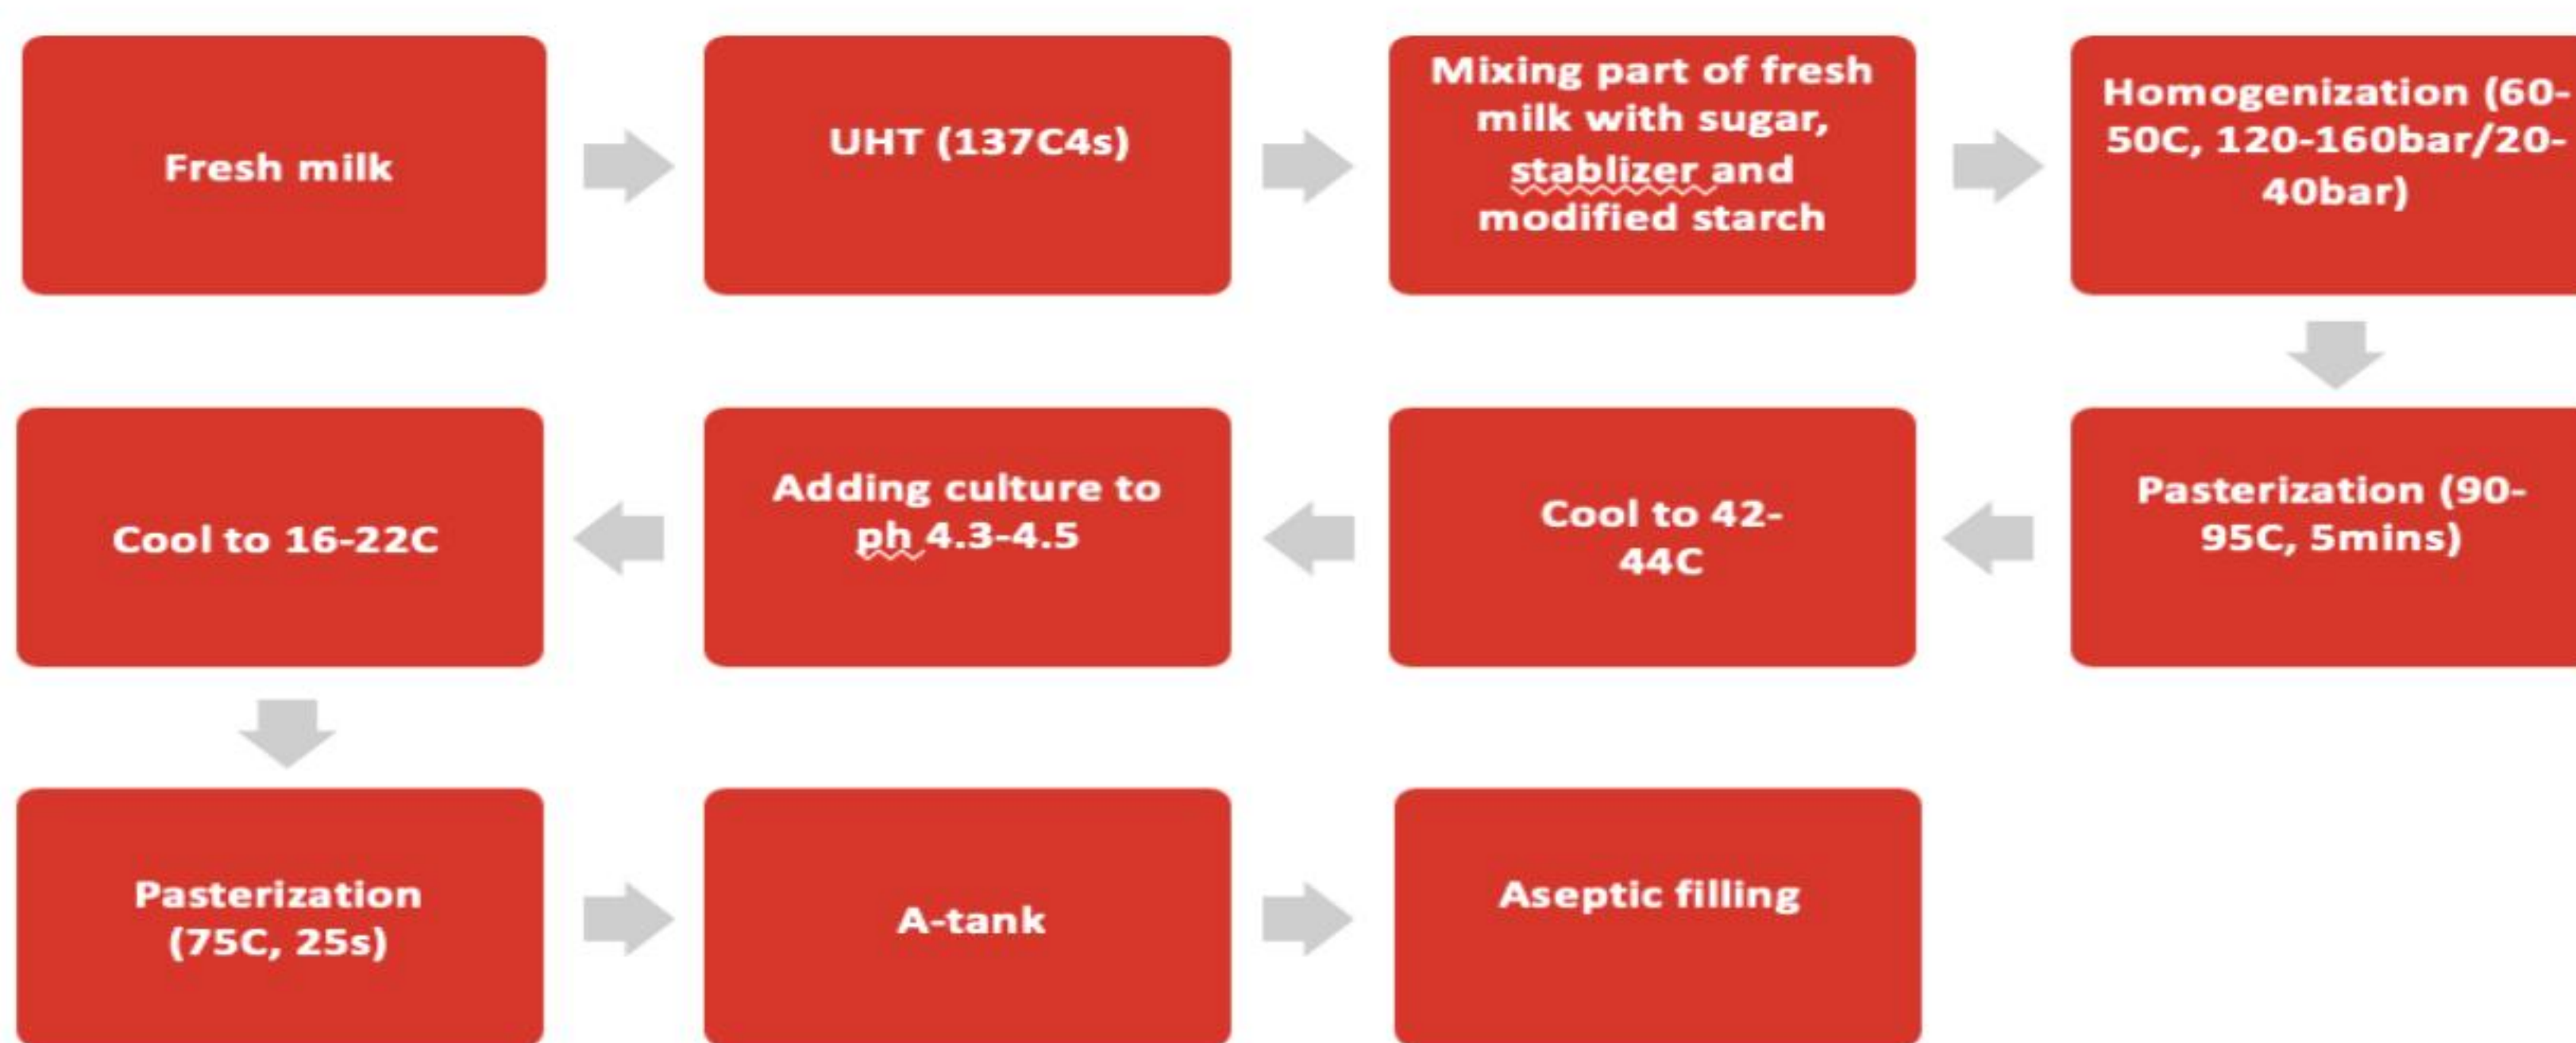 Fresh milk
UHT (137C4s)
Mixing part of fresh
milk with sugar,
stablizer and
modified starch
Homogenization (60-
50C, 120-160bar/20-
40bar)
Pasterization (90-
95C, 5mins)
Cool to 42-
44C
Adding culture to
ph 4.3-4.5
Cool to 16-22C
Pasterization
(75C, 25s)
A-tank
Aseptic filling